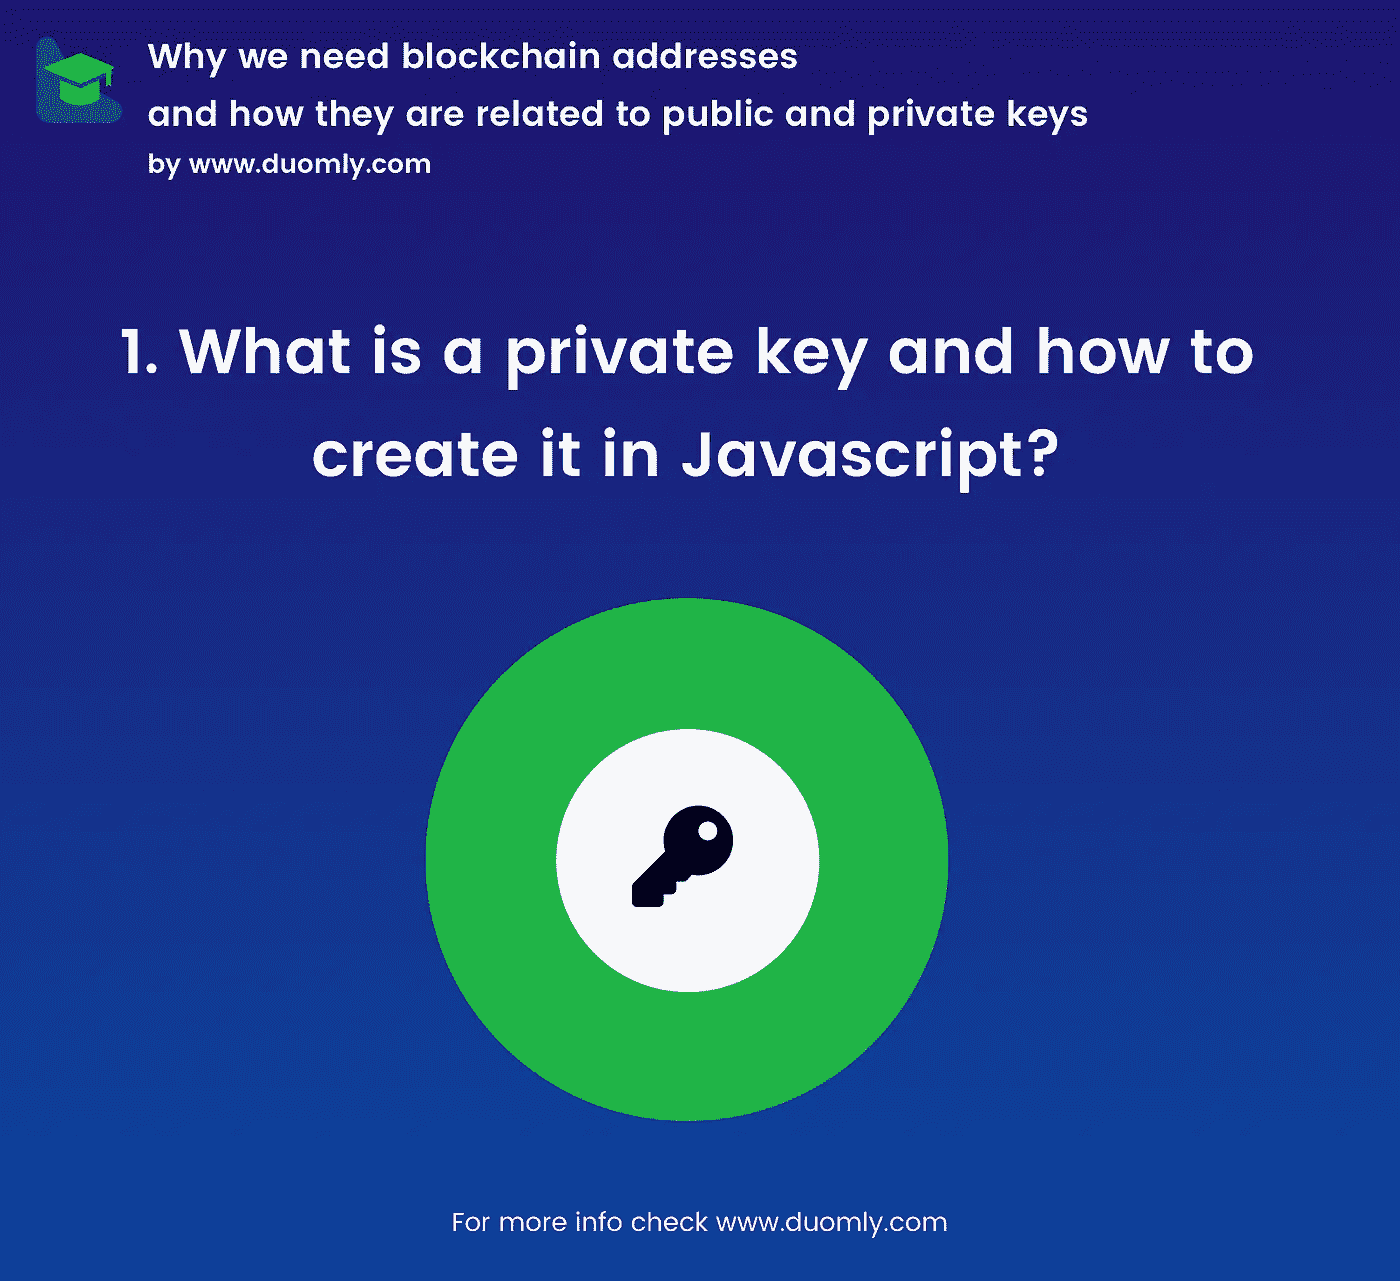 Why we need blockchain addresses
and how they are related to public and private keys
by www.duomly.com
1. What is a private key and how to
create it in Javascript?
For more info check www.duomly.com